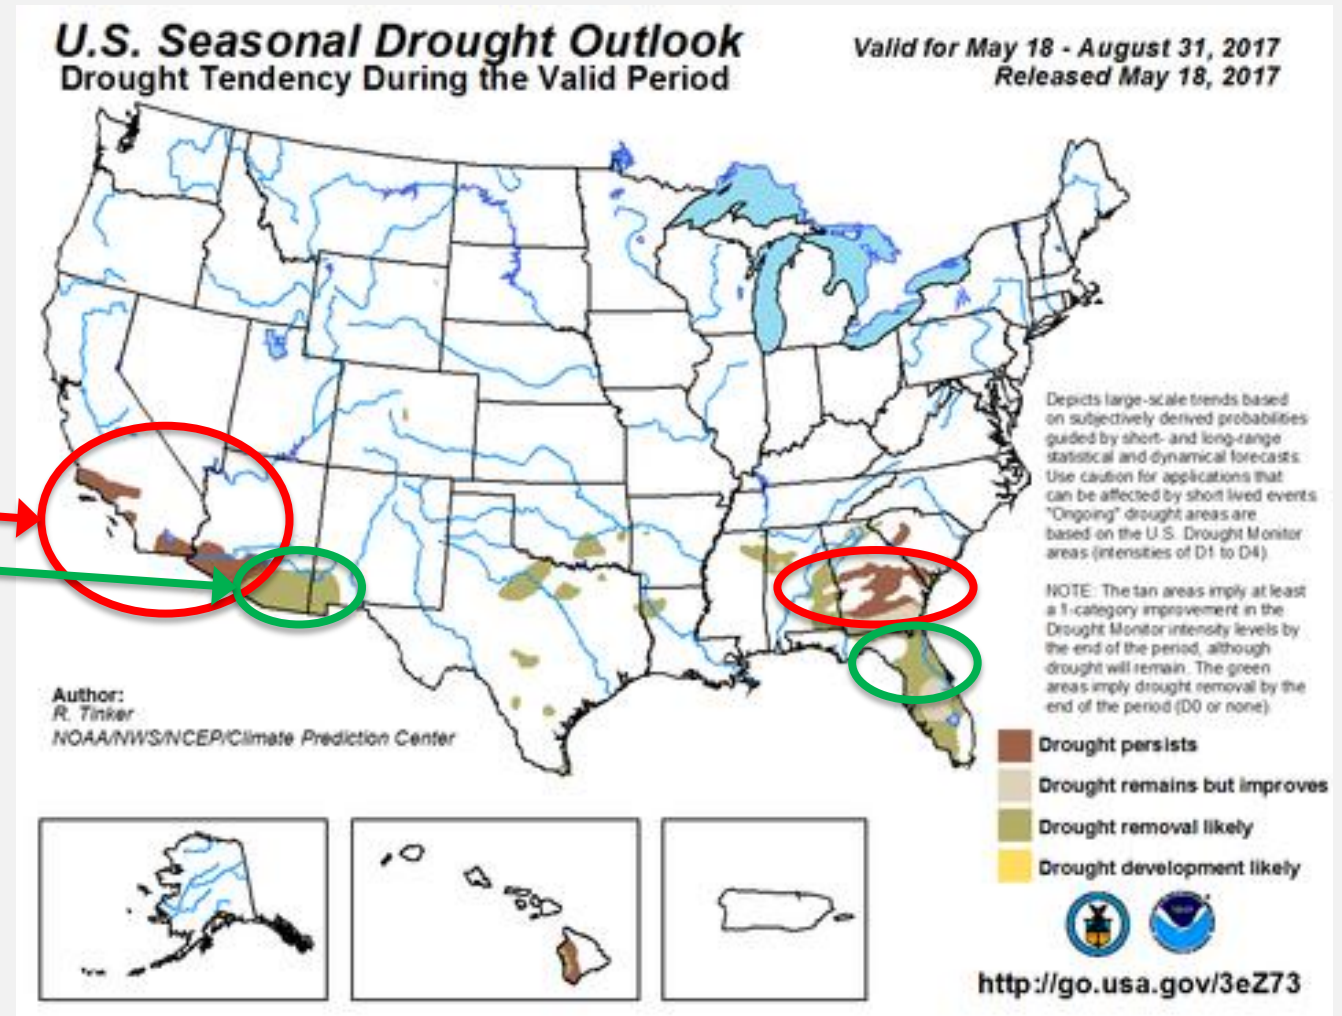 U.S. Seasonal Drought Outlook
Drought Tendency During the Valid Period
Valid for May 18 - August 31, 2017
Released May 18, 2017
Depicts large-scale trends based
on subjectively derived probabilities
guided by short- and long-range
statistical and dynamical forecasts.
Use caution for applications that
can be affected by short lived events.
"Ongoing" drought areas are
based on the U.S. Drought Monitor
areas (intensities of D1 to D4).
NOTE: The tan areas imply at least
a 1-category improvement in the
Drought Monitor intensity levels by
the end of the period, although
drought will remain. The green
areas imply drought removal by the
end of the period (D0 or none).
Author:
R. Tinker
NOAA/NWS/NCEP/Climate Prediction Center
Drought persists
Drought remains but improves
Drought removal likely
Drought development likely
http://go.usa.gov/3eZ73